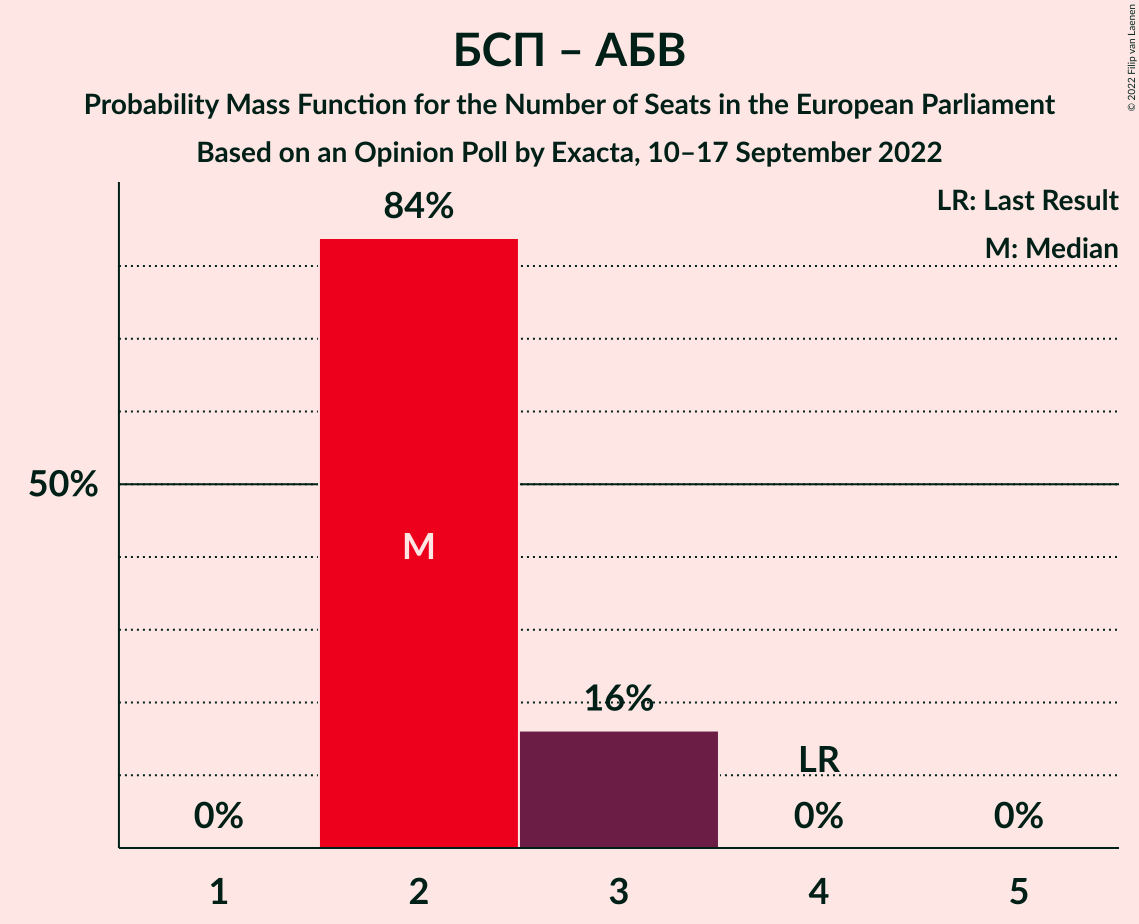 БСП – АБВ
Probability Mass Function for the Number of Seats in the European Parliament
Based on an Opinion Poll by Exacta, 10–17 September 2022
© 2022 Filip van Laenen
LR: Last Result
M: Median
84%
50%
M
16%
LR
0%
0%
0%
1
2
3
4
5